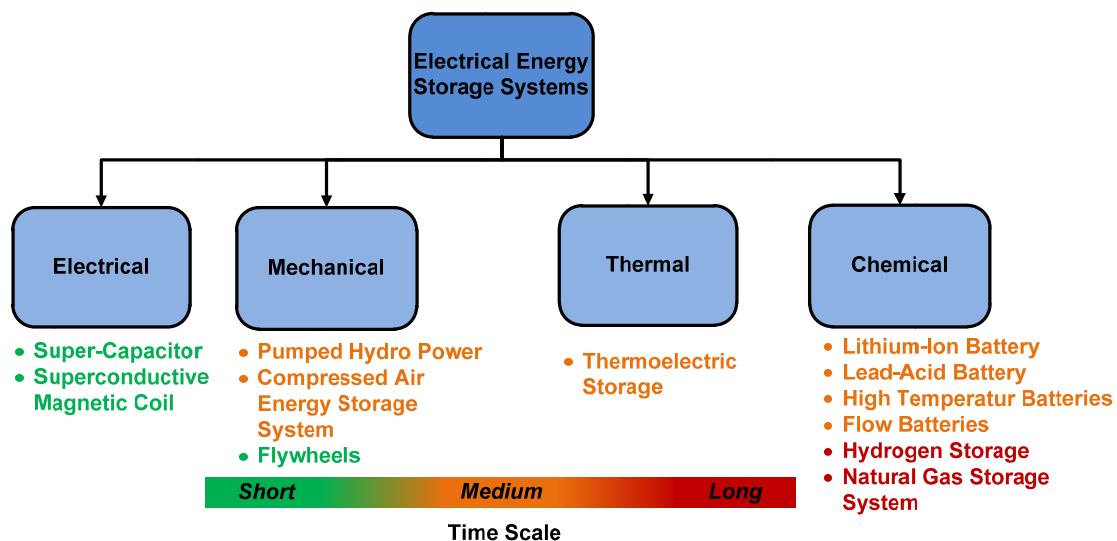 Electrical Energy
Storage Systems
Electrical
Mechanical
Thermal
Chemical
• Super-Capacitor
• Superconductive
Magnetic Coil
• Pumped Hydro Power
• Compressed Air
Energy Storage
System
• Flywheels
• Thermoelectric
Storage
• Lithium-Ion Battery
• Lead-Acid Battery
• High Temperatur Batteries
• Flow Batteries
• Hydrogen Storage
• Natural Gas Storage
System
Short Medium Long
Time Scale